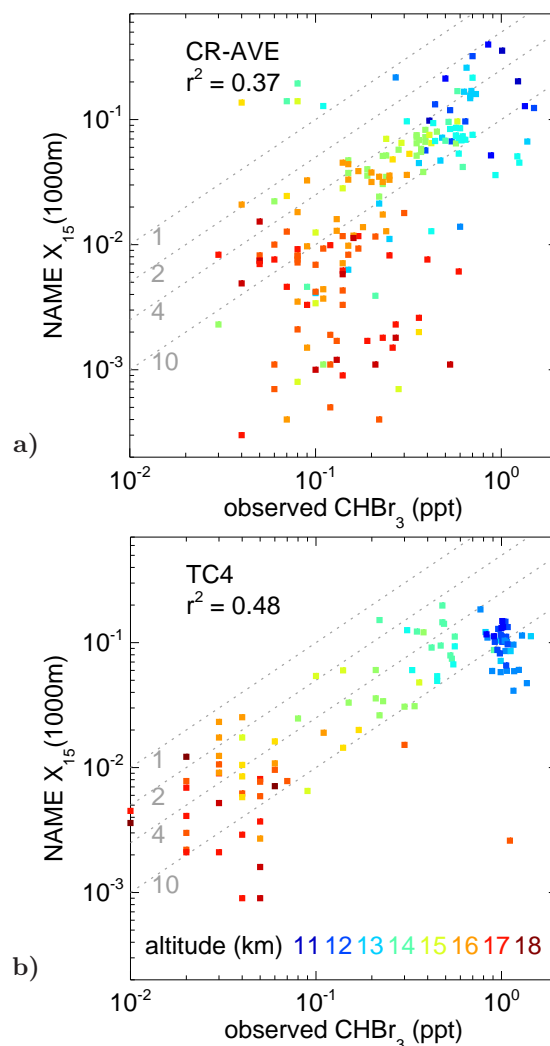 CR-AVE
r² = 0.37
10⁻¹
10⁻²
10⁻³
NAME X₁₅(1000m)
1
2
4
10
a)
10⁻² 10⁻¹ 10⁰
observed CHBr₃ (ppt)
TC4
r² = 0.48
10⁻¹
10⁻²
10⁻³
NAME X₁₅(1000m)
1
2
4
10
altitude (km) 11 12 13 14 15 16 17 18
b)
10⁻² 10⁻¹ 10⁰
observed CHBr₃ (ppt)